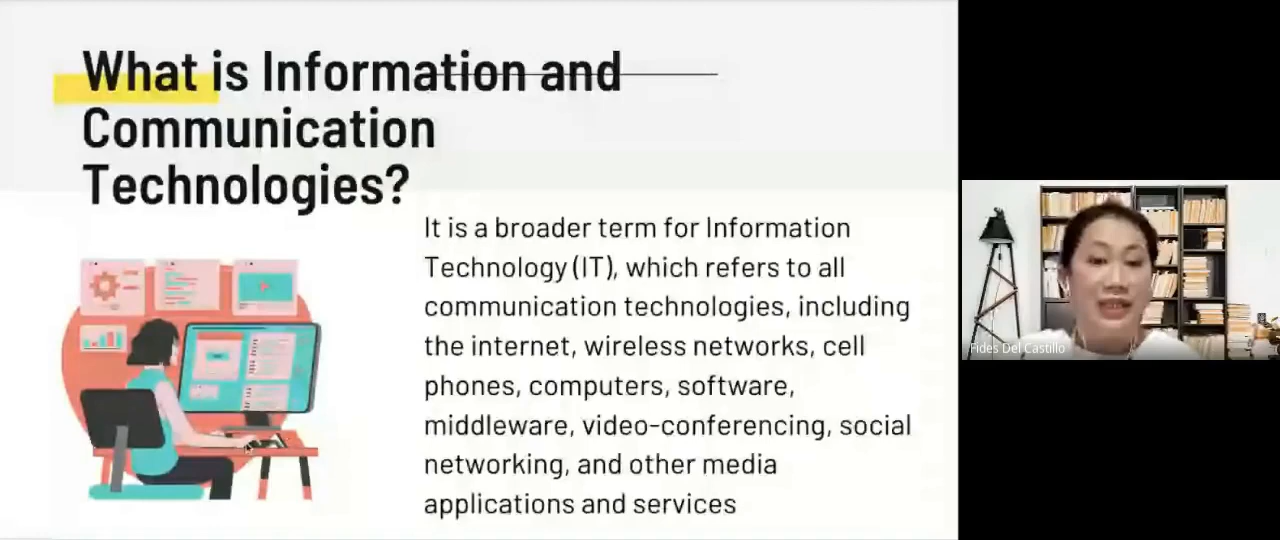 What is Information and
Communication
Technologies?
It is a broader term for Information
Technology (IT), which refers to all
communication technologies, including
the internet, wireless networks, cell
phones, computers, software,
middleware, video-conferencing, social
networking, and other media
applications and services
Fides Del Castillo